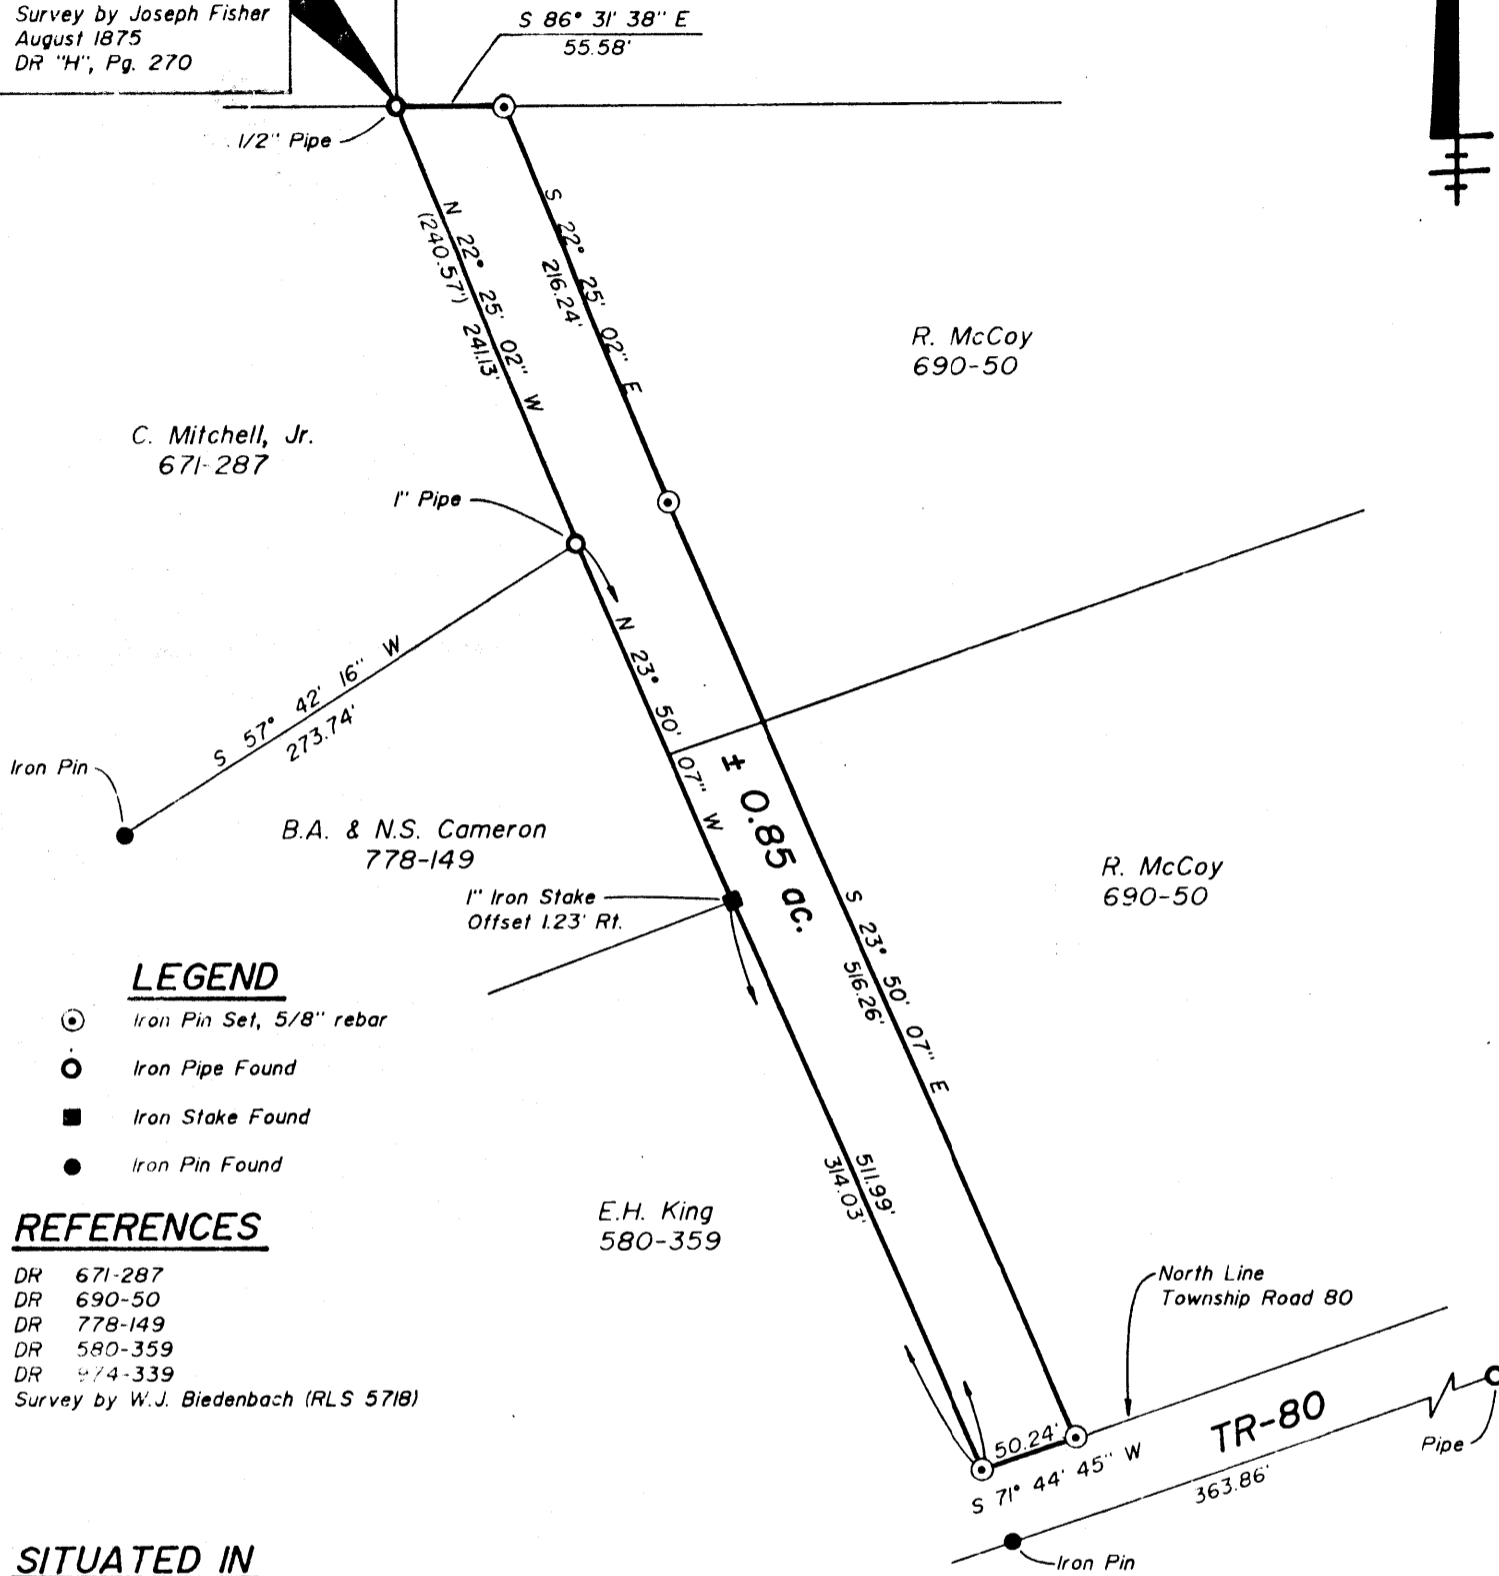 Survey by Joseph Fisher
August 1875
DR "H", Pg. 270
S 86° 31' 38" E
55.58'
1/2" Pipe
N 22° 25' 02" W
(240.57') 241.13'
S 22° 25' 02" E
216.24'
R. McCoy
690-50
C. Mitchell, Jr.
671-287
1" Pipe
N 23° 50' 07" W
S 57° 42' 16" W
273.74'
Iron Pin
± 0.85 ac.
B.A. & N.S. Cameron
778-149
R. McCoy
690-50
1" Iron Stake
Offset 1.23' Rt.
S 23° 50' 07" E
516.26'
LEGEND
Iron Pin Set, 5/8" rebar
Iron Pipe Found
Iron Stake Found
Iron Pin Found
511.99'
314.03'
E.H. King
580-359
REFERENCES
DR 671-287
DR 690-50
DR 778-149
DR 580-359
DR 74-339
Survey by W.J. Biedenbach (RLS 5718)
North Line
Township Road 80
50.24'
S 71° 44' 45" W
TR-80
363.86'
Pipe
Iron Pin
SITUATED IN